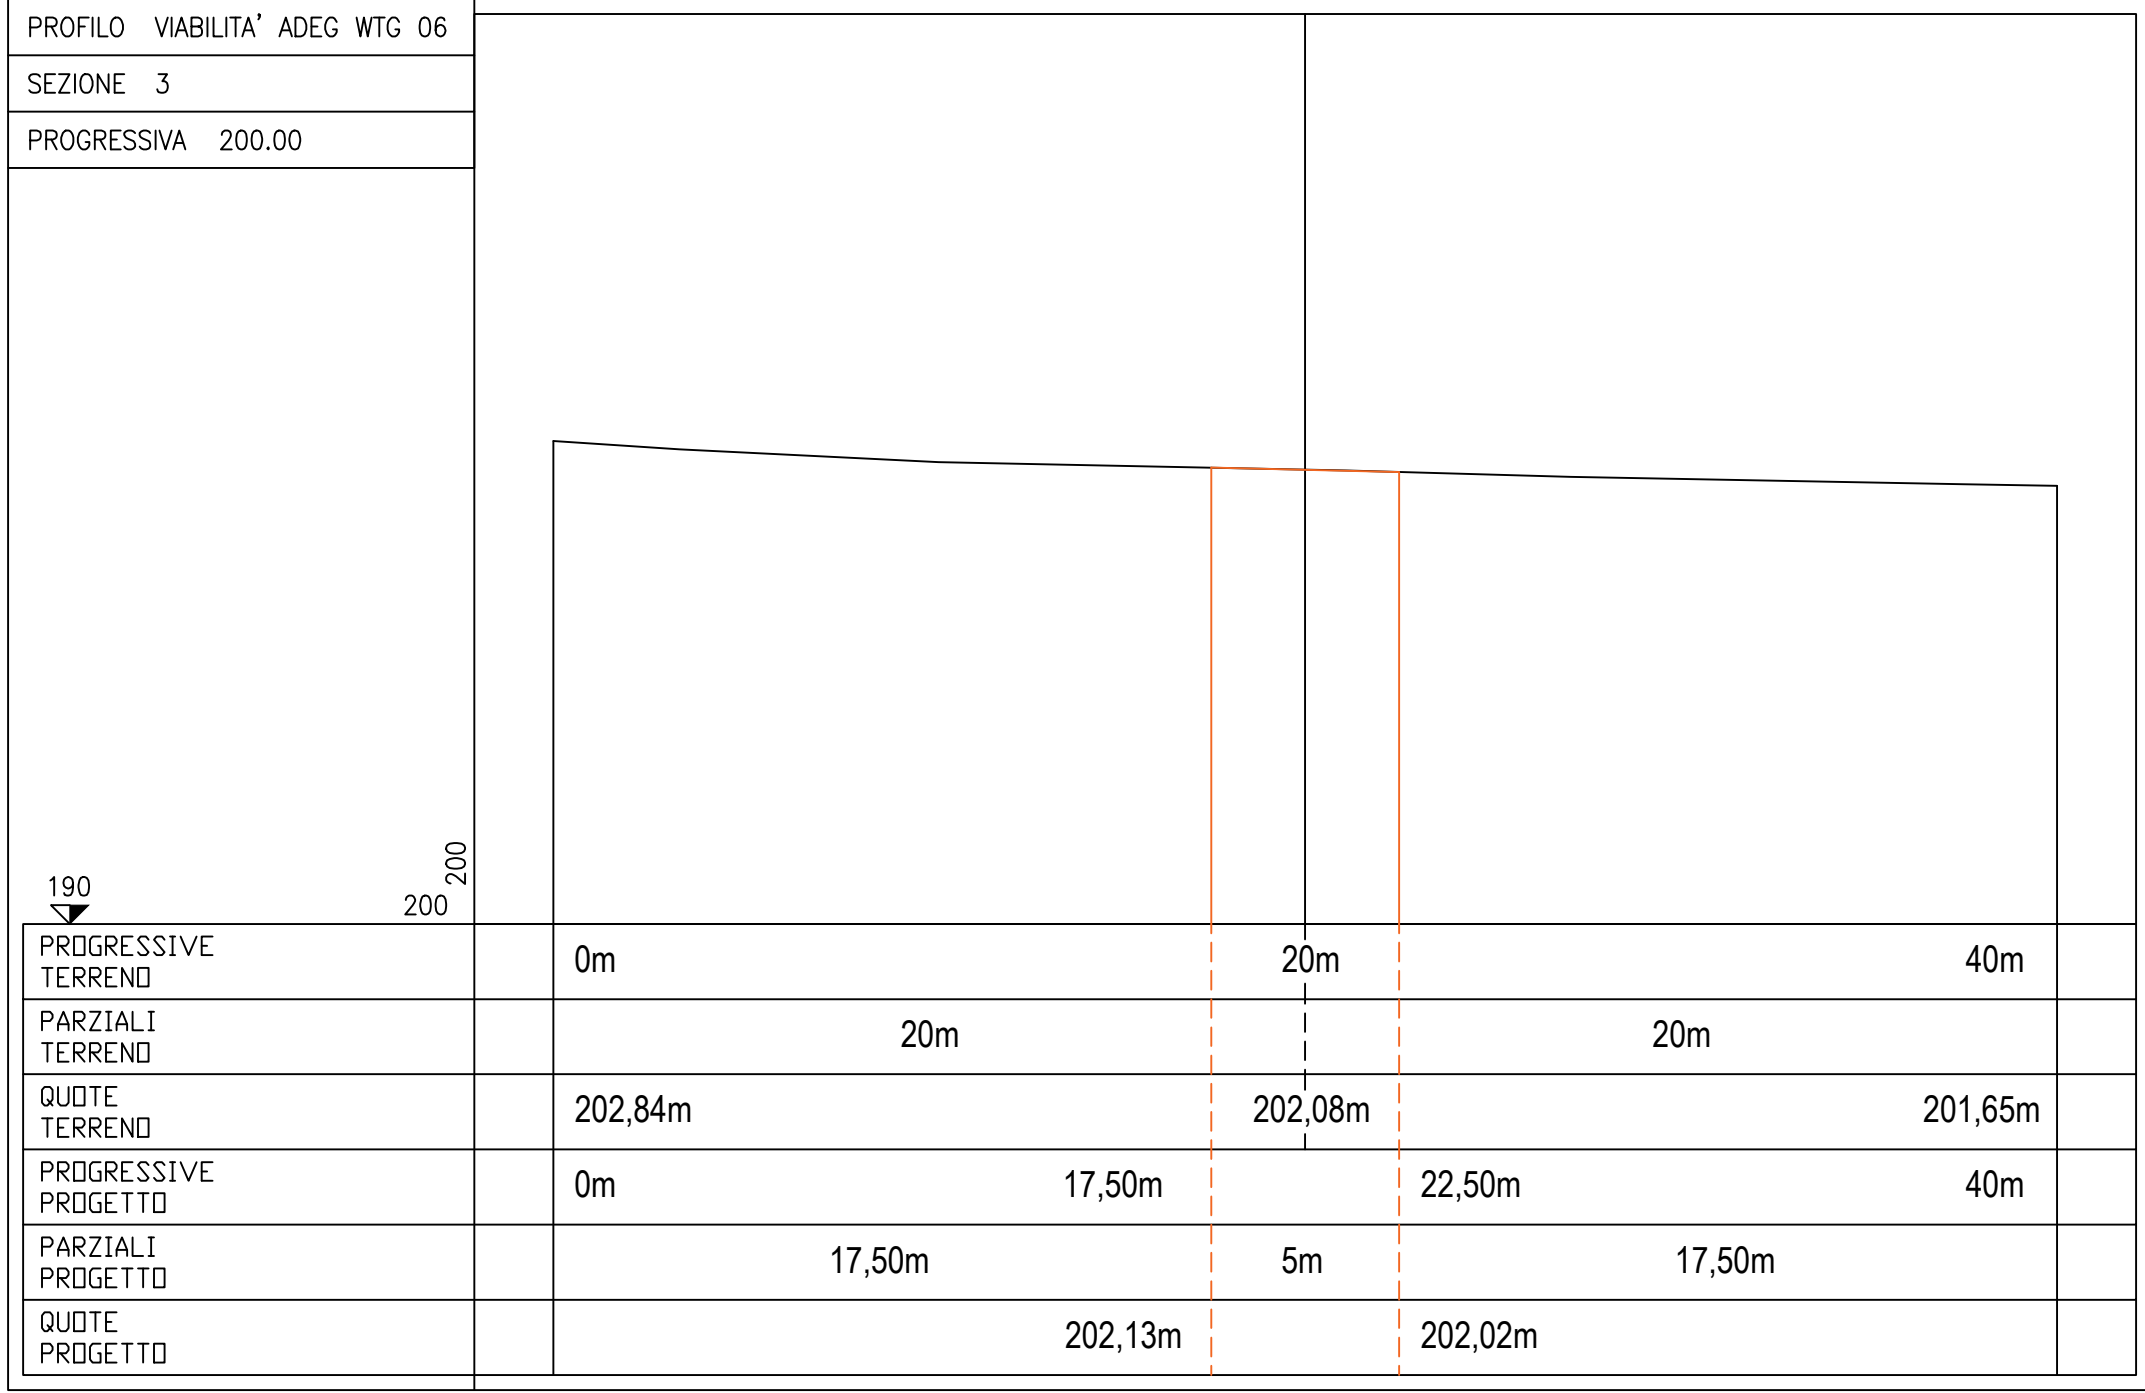 PROFILO VIABILITA' ADEG WTG 06
SEZIONE 3
PROGRESSIVA 200.00
200
190
200
PROGRESSIVE
TERRENO
0m 20m 40m
PARZIALI
TERRENO
20m 20m
QUOTE
TERRENO
202,84m 202,08m 201,65m
PROGRESSIVE
PROGETTO
0m 17,50m 22,50m 40m
PARZIALI
PROGETTO
17,50m 5m 17,50m
QUOTE
PROGETTO
202,13m 202,02m